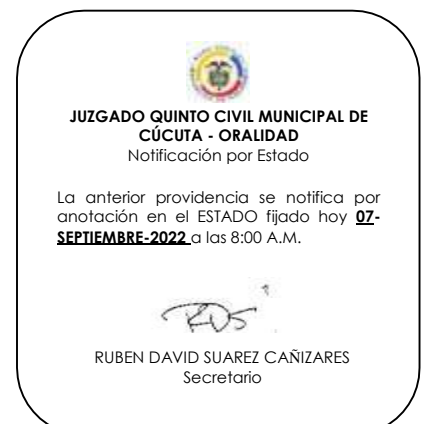 JUZGADO QUINTO CIVIL MUNICIPAL DE
CÚCUTA - ORALIDAD
Notificación por Estado
La anterior providencia se notifica por
anotación en el ESTADO fijado hoy 07-
SEPTIEMBRE-2022 a las 8:00 A.M.
RUBEN DAVID SUAREZ CAÑIZARES
Secretario